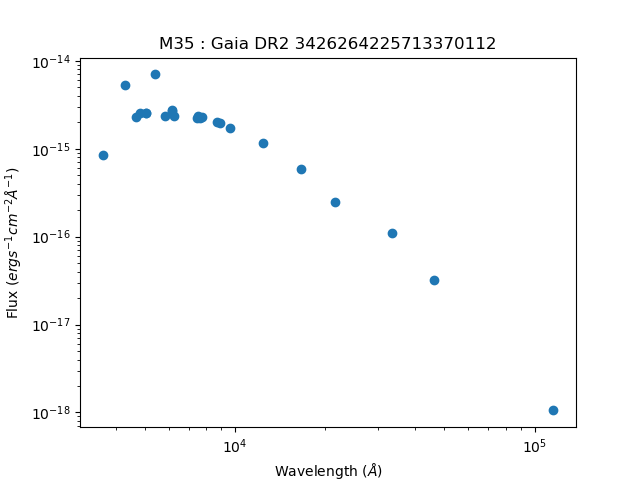 M35 : Gaia DR2 3426264225713370112
10⁻¹⁴
10⁻¹⁵
10⁻¹⁶
10⁻¹⁷
10⁻¹⁸
Flux (ergs⁻¹cm⁻²Å⁻¹)
10⁴ 10⁵
Wavelength (Å)